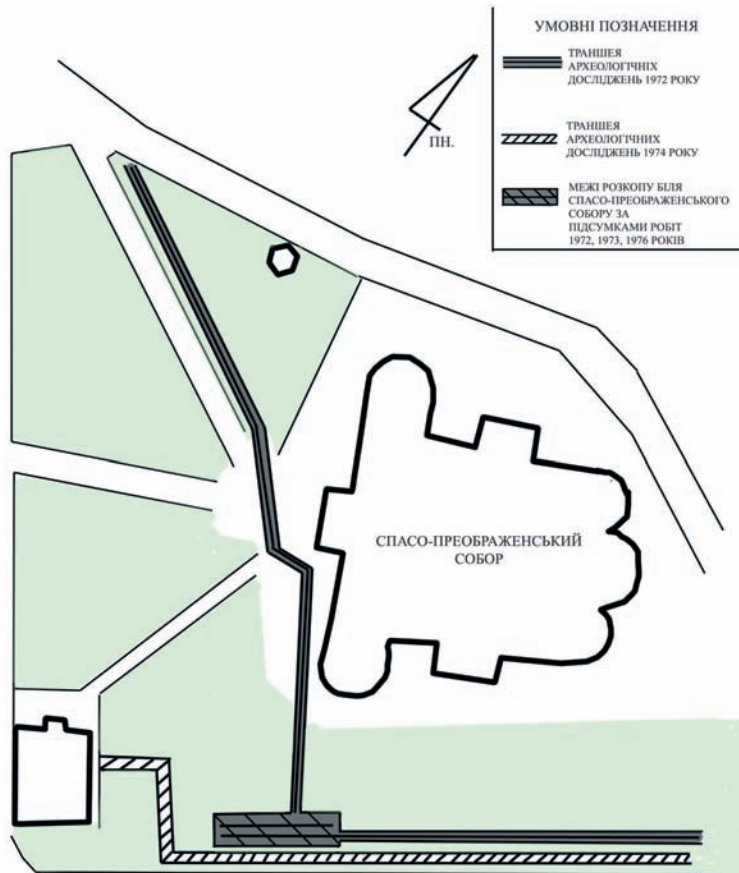 УМОВНІ ПОЗНАЧЕННЯ
ТРАНШЕЯ
АРХЕОЛОГІЧНІХ
ДОСЛІДЖЕНЬ 1972 РОКУ
ТРАНШЕЯ
АРХЕОЛОГІЧНИХ
ДОСЛІДЖЕНЬ 1974 РОКУ
МЕЖІ РОЗКОПУ БІЛЯ
СПАСО-ПРЕОБРАЖЕНСЬКОГО
СОБОРУ ЗА
ПІДСУМКАМИ РОБІТ
1972, 1973, 1976 РОКІВ
ПН.
СПАСО-ПРЕОБРАЖЕНСЬКИЙ
СОБОР